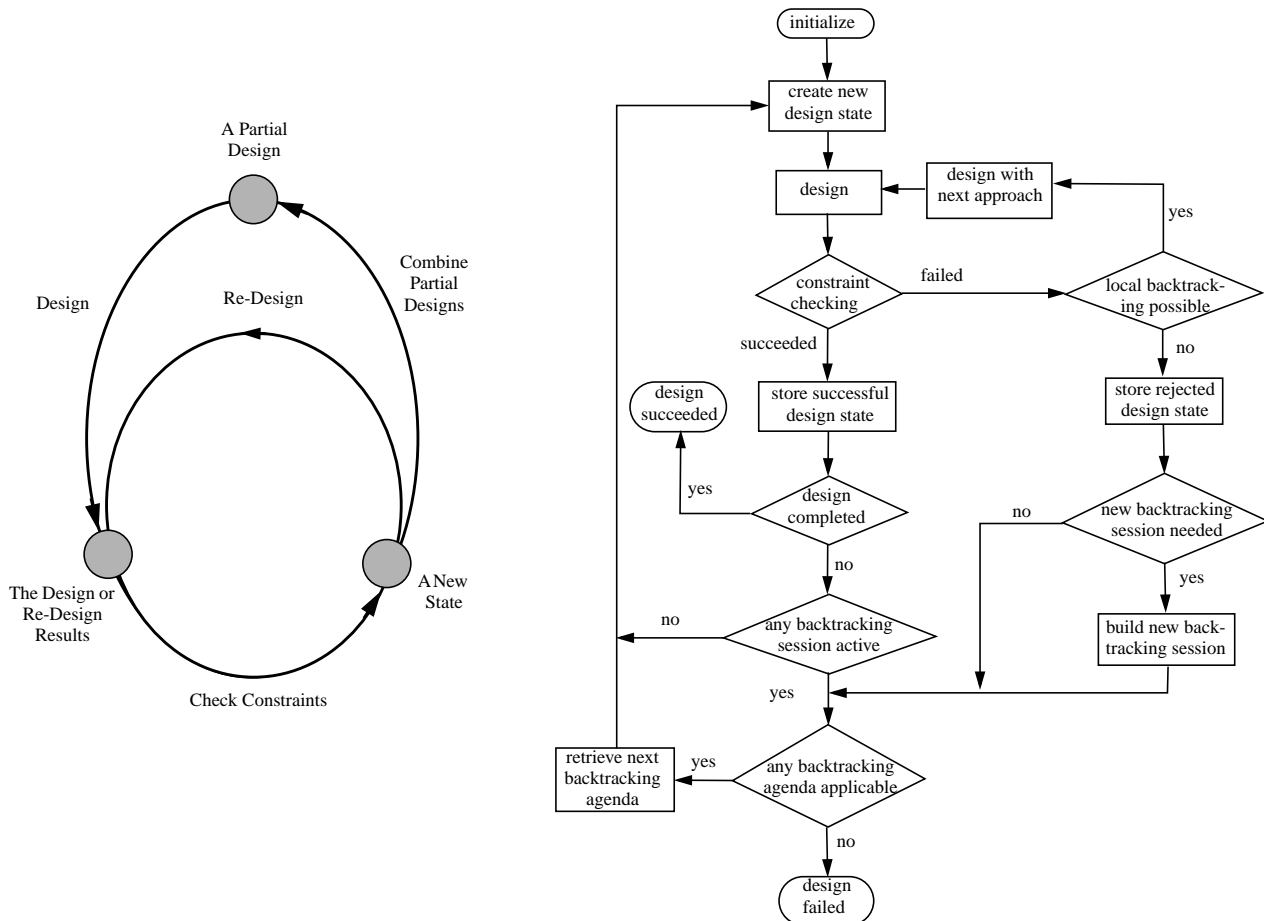 A Partial
Design
Design
Re-Design
Combine
Partial
Designs
The Design or
Re-Design
Results
A New
State
Check Constraints
initialize
create new
design state
design
design with
next approach
yes
constraint
checking
failed
local backtrack-
ing possible
succeeded
no
design
succeeded
store successful
design state
store rejected
design state
yes
design
completed
no
new backtracking
session needed
no
yes
no
any backtracking
session active
build new back-
tracking session
yes
retrieve next
backtracking
agenda
yes
any backtracking
agenda applicable
no
design
failed